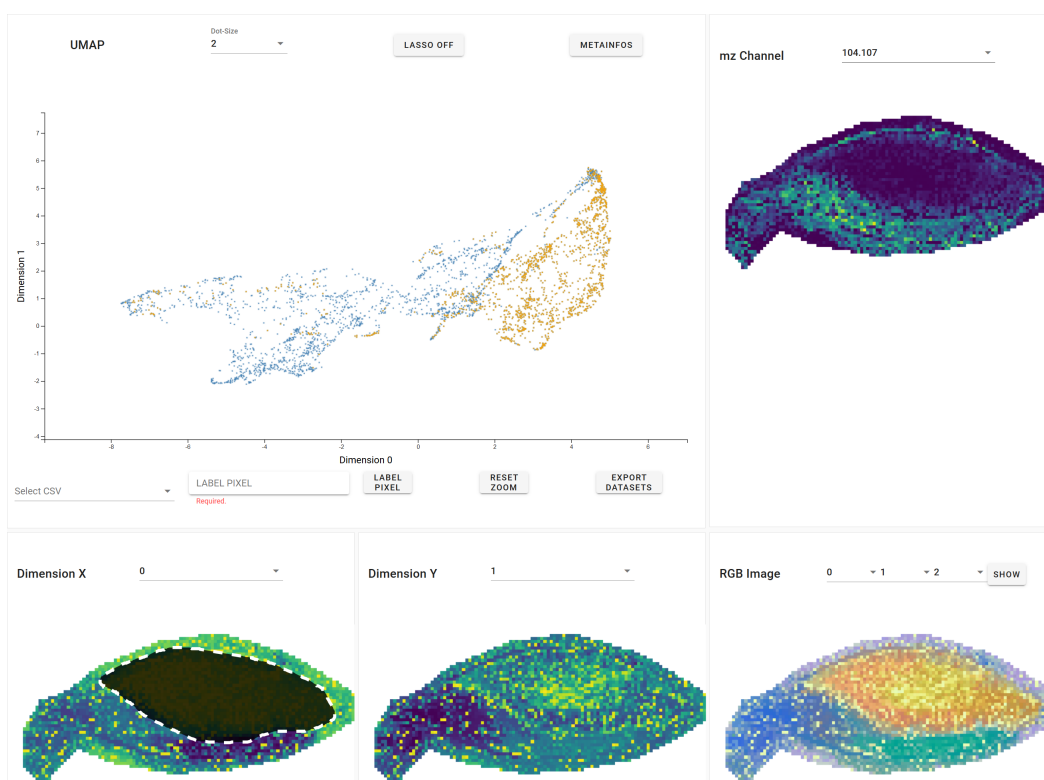 UMAP
Dot-Size
2
LASSO OFF
METAINFOS
mz Channel
104.107
7
6
5
4
3
2
1
0
-1
-2
-3
-4
Dimension 1
-8
-6
-4
-2
0
2
4
6
Dimension 0
Select CSV
LABEL PIXEL
Required.
LABEL
PIXEL
RESET
ZOOM
EXPORT
DATASETS
Dimension X
0
Dimension Y
1
RGB Image
0
1
2
SHOW